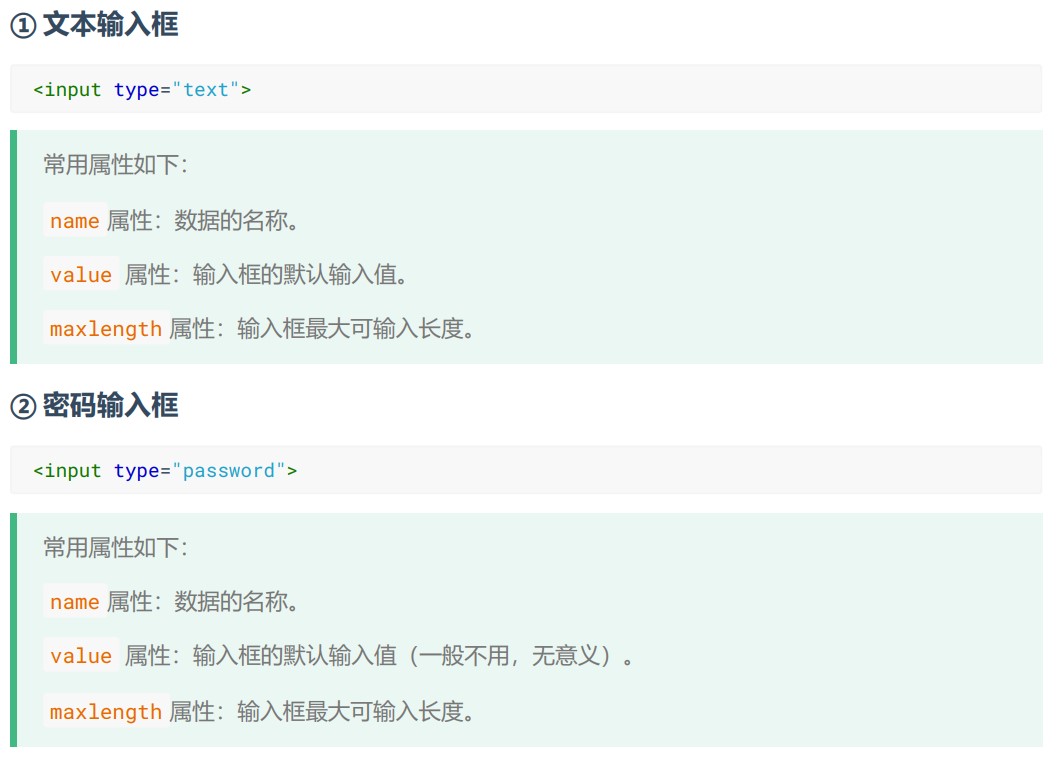 ① 文本输入框
<input type="text">
常用属性如下：
name 属性：数据的名称。
value 属性：输入框的默认输入值。
maxlength 属性：输入框最大可输入长度。
② 密码输入框
<input type="password">
常用属性如下：
name 属性：数据的名称。
value 属性：输入框的默认输入值（一般不用，无意义）。
maxlength 属性：输入框最大可输入长度。